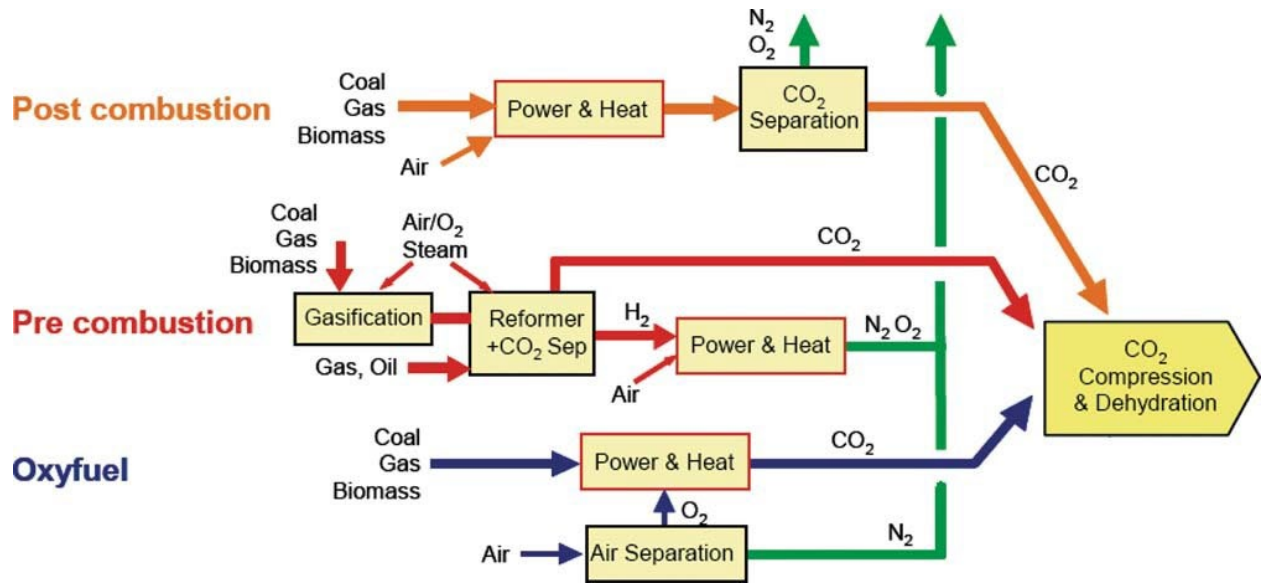 N₂
O₂
Coal
Gas
Biomass
Post combustion
Power & Heat
CO₂
Separation
Air
CO₂
Coal
Gas
Biomass
Air/O₂
Steam
CO₂
Pre combustion
Gasification
Reformer
+CO₂ Sep
H₂
Power & Heat
N₂ O₂
Gas, Oil
Air
CO₂
Compression
& Dehydration
Oxyfuel
Coal
Gas
Biomass
Power & Heat
CO₂
O₂
Air
Air Separation
N₂